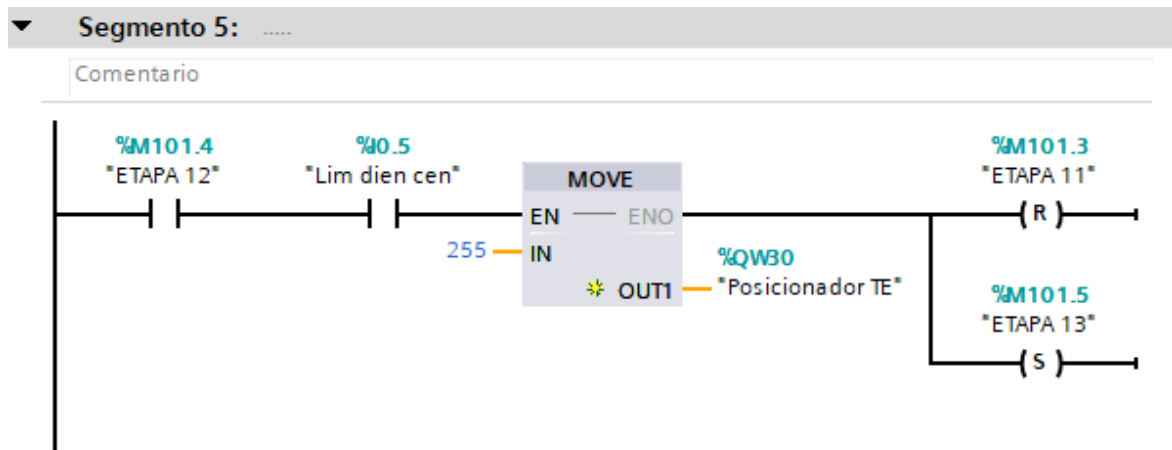 Segmento 5: .....
Comentario
%M101.4
"ETAPA 12"
%I0.5
"Lim dien cen"
MOVE
EN ENO
255 IN
OUT1
%QW30
"Posicionador TE"
%M101.3
"ETAPA 11"
R
%M101.5
"ETAPA 13"
S